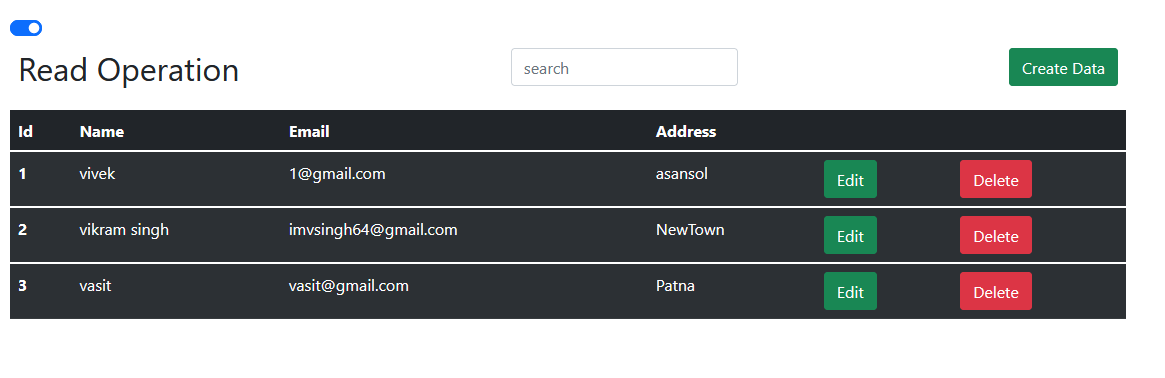 Read Operation search Create Data
Id Name Email Address
1 vivek 1@gmail.com asansol Edit Delete
2 vikram singh imvsingh64@gmail.com NewTown Edit Delete
3 vasit vasit@gmail.com Patna Edit Delete